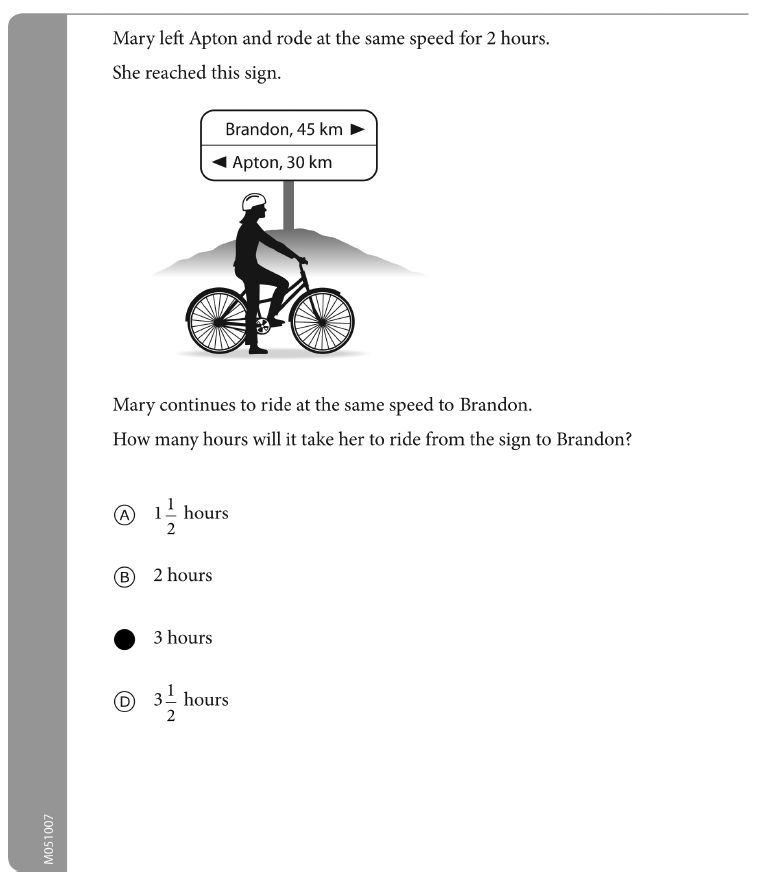 Mary left Apton and rode at the same speed for 2 hours.
She reached this sign.
Brandon, 45 km ►
◄ Apton, 30 km
Mary continues to ride at the same speed to Brandon.
How many hours will it take her to ride from the sign to Brandon?
Ⓐ 1 1/2 hours
Ⓑ 2 hours
● 3 hours
Ⓓ 3 1/2 hours
M051007